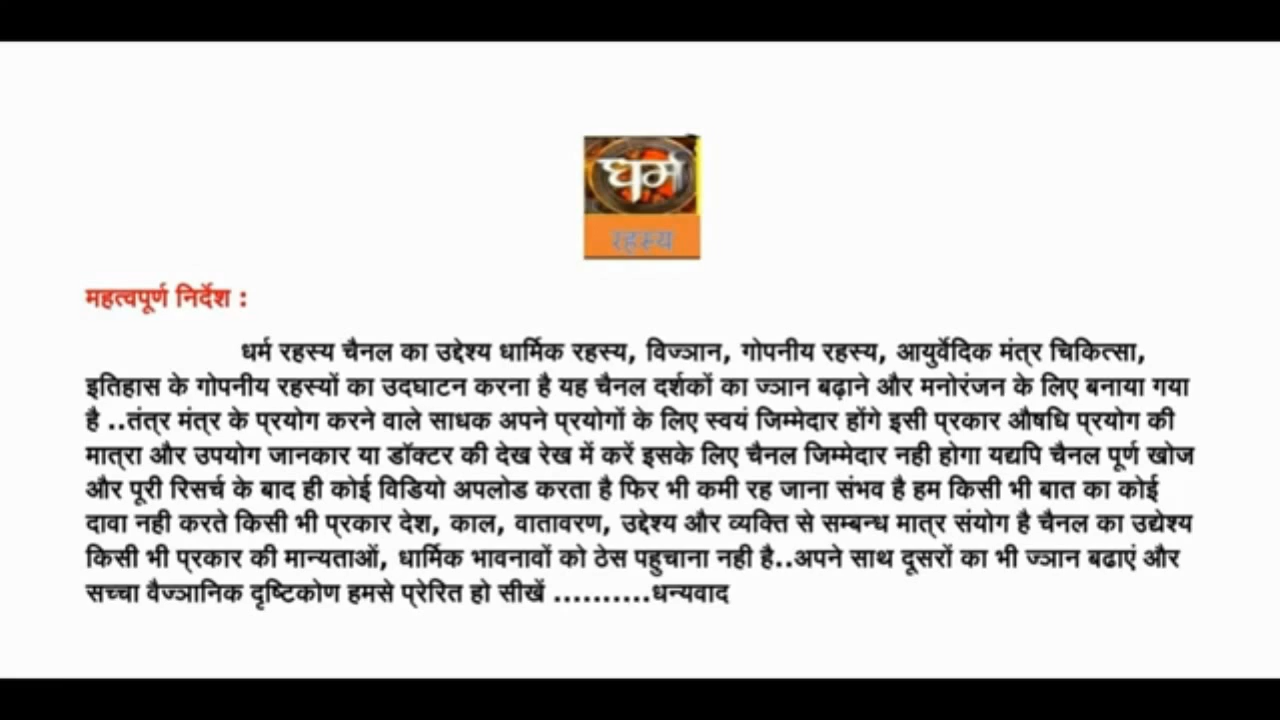 धर्म
रहस्य
महत्वपूर्ण निर्देश :
धर्म रहस्य चैनल का उद्देश्य धार्मिक रहस्य, विज्ञान, गोपनीय रहस्य, आयुर्वेदिक मंत्र चिकित्सा,
इतिहास के गोपनीय रहस्यों का उदघाटन करना है यह चैनल दर्शकों का ज्ञान बढ़ाने और मनोरंजन के लिए बनाया गया
है ..तंत्र मंत्र के प्रयोग करने वाले साधक अपने प्रयोगों के लिए स्वयं जिम्मेदार होंगे इसी प्रकार औषधि प्रयोग की
मात्रा और उपयोग जानकार या डॉक्टर की देख रेख में करें इसके लिए चैनल जिम्मेदार नही होगा यद्यपि चैनल पूर्ण खोज
और पूरी रिसर्च के बाद ही कोई विडियो अपलोड करता है फिर भी कमी रह जाना संभव है हम किसी भी बात का कोई
दावा नही करते किसी भी प्रकार देश, काल, वातावरण, उद्देश्य और व्यक्ति से सम्बन्ध मात्र संयोग है चैनल का उद्येश्य
किसी भी प्रकार की मान्यताओं, धार्मिक भावनावों को ठेस पहुचाना नही है..अपने साथ दूसरों का भी ज्ञान बढाएं और
सच्चा वैज्ञानिक दृष्टिकोण हमसे प्रेरित हो सीखें ..........धन्यवाद